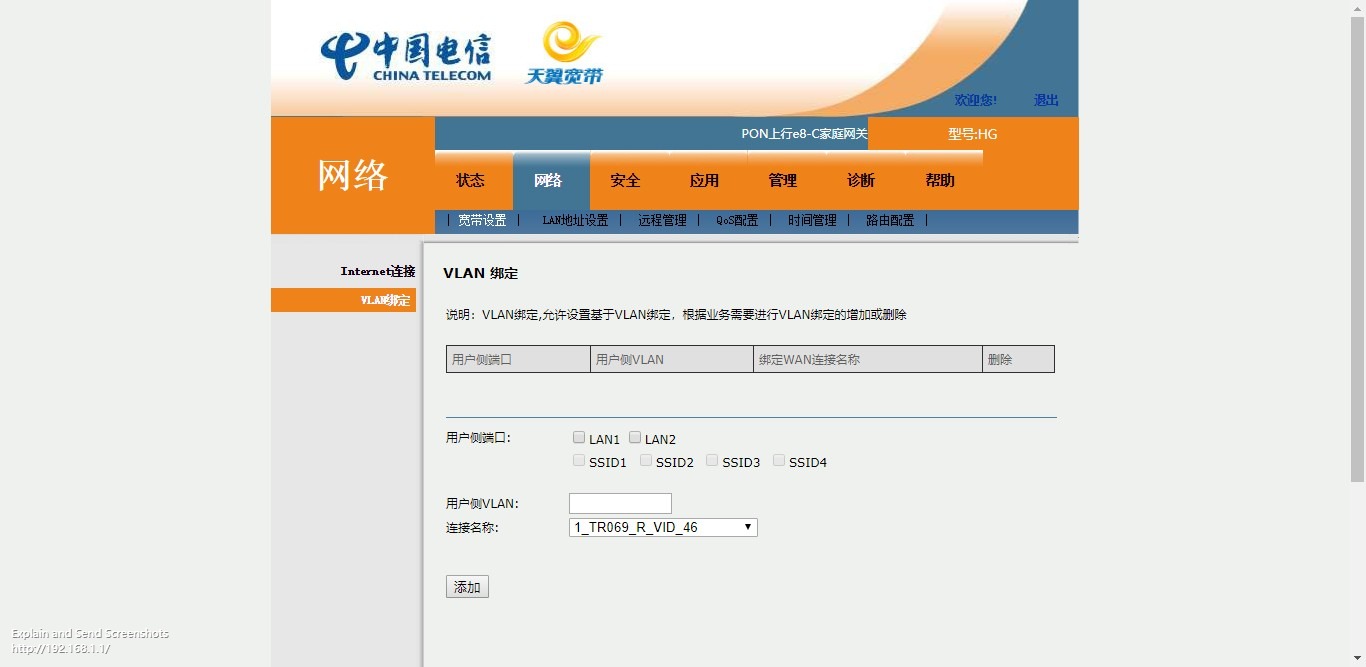 中国电信
CHINA TELECOM
天翼宽带
欢迎您! 退出
PON上行e8-C家庭网关 型号:HG
网络
状态 网络 安全 应用 管理 诊断 帮助
| 宽带设置 | LAN地址设置 | 远程管理 | QoS配置 | 时间管理 | 路由配置 |
Internet连接
VLAN绑定
VLAN 绑定
说明：VLAN绑定,允许设置基于VLAN绑定，根据业务需要进行VLAN绑定的增加或删除
用户侧端口 用户侧VLAN 绑定WAN连接名称 删除
用户侧端口: LAN1 LAN2
SSID1 SSID2 SSID3 SSID4
用户侧VLAN:
连接名称: 1_TR069_R_VID_46
添加
Explain and Send Screenshots
http://192.168.1.1/